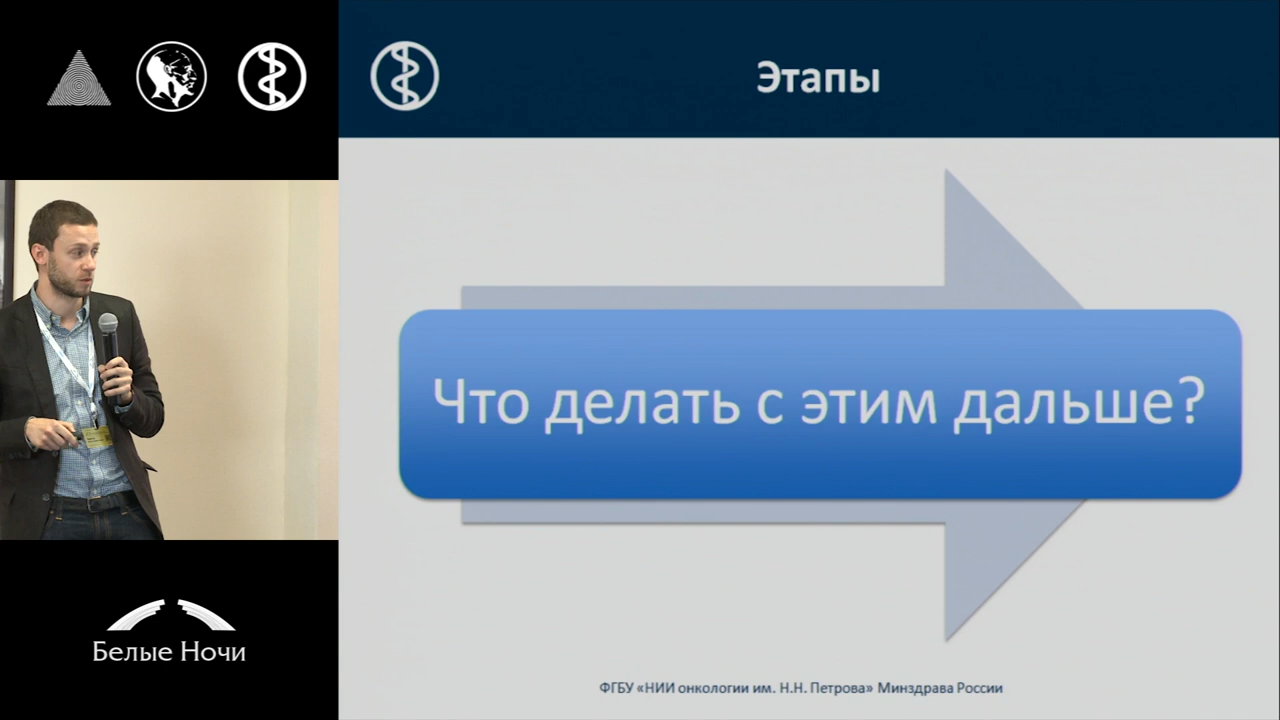 Этапы
Что делать с этим дальше?
Белые Ночи
ФГБУ «НИИ онкологии им. Н.Н. Петрова» Минздрава России